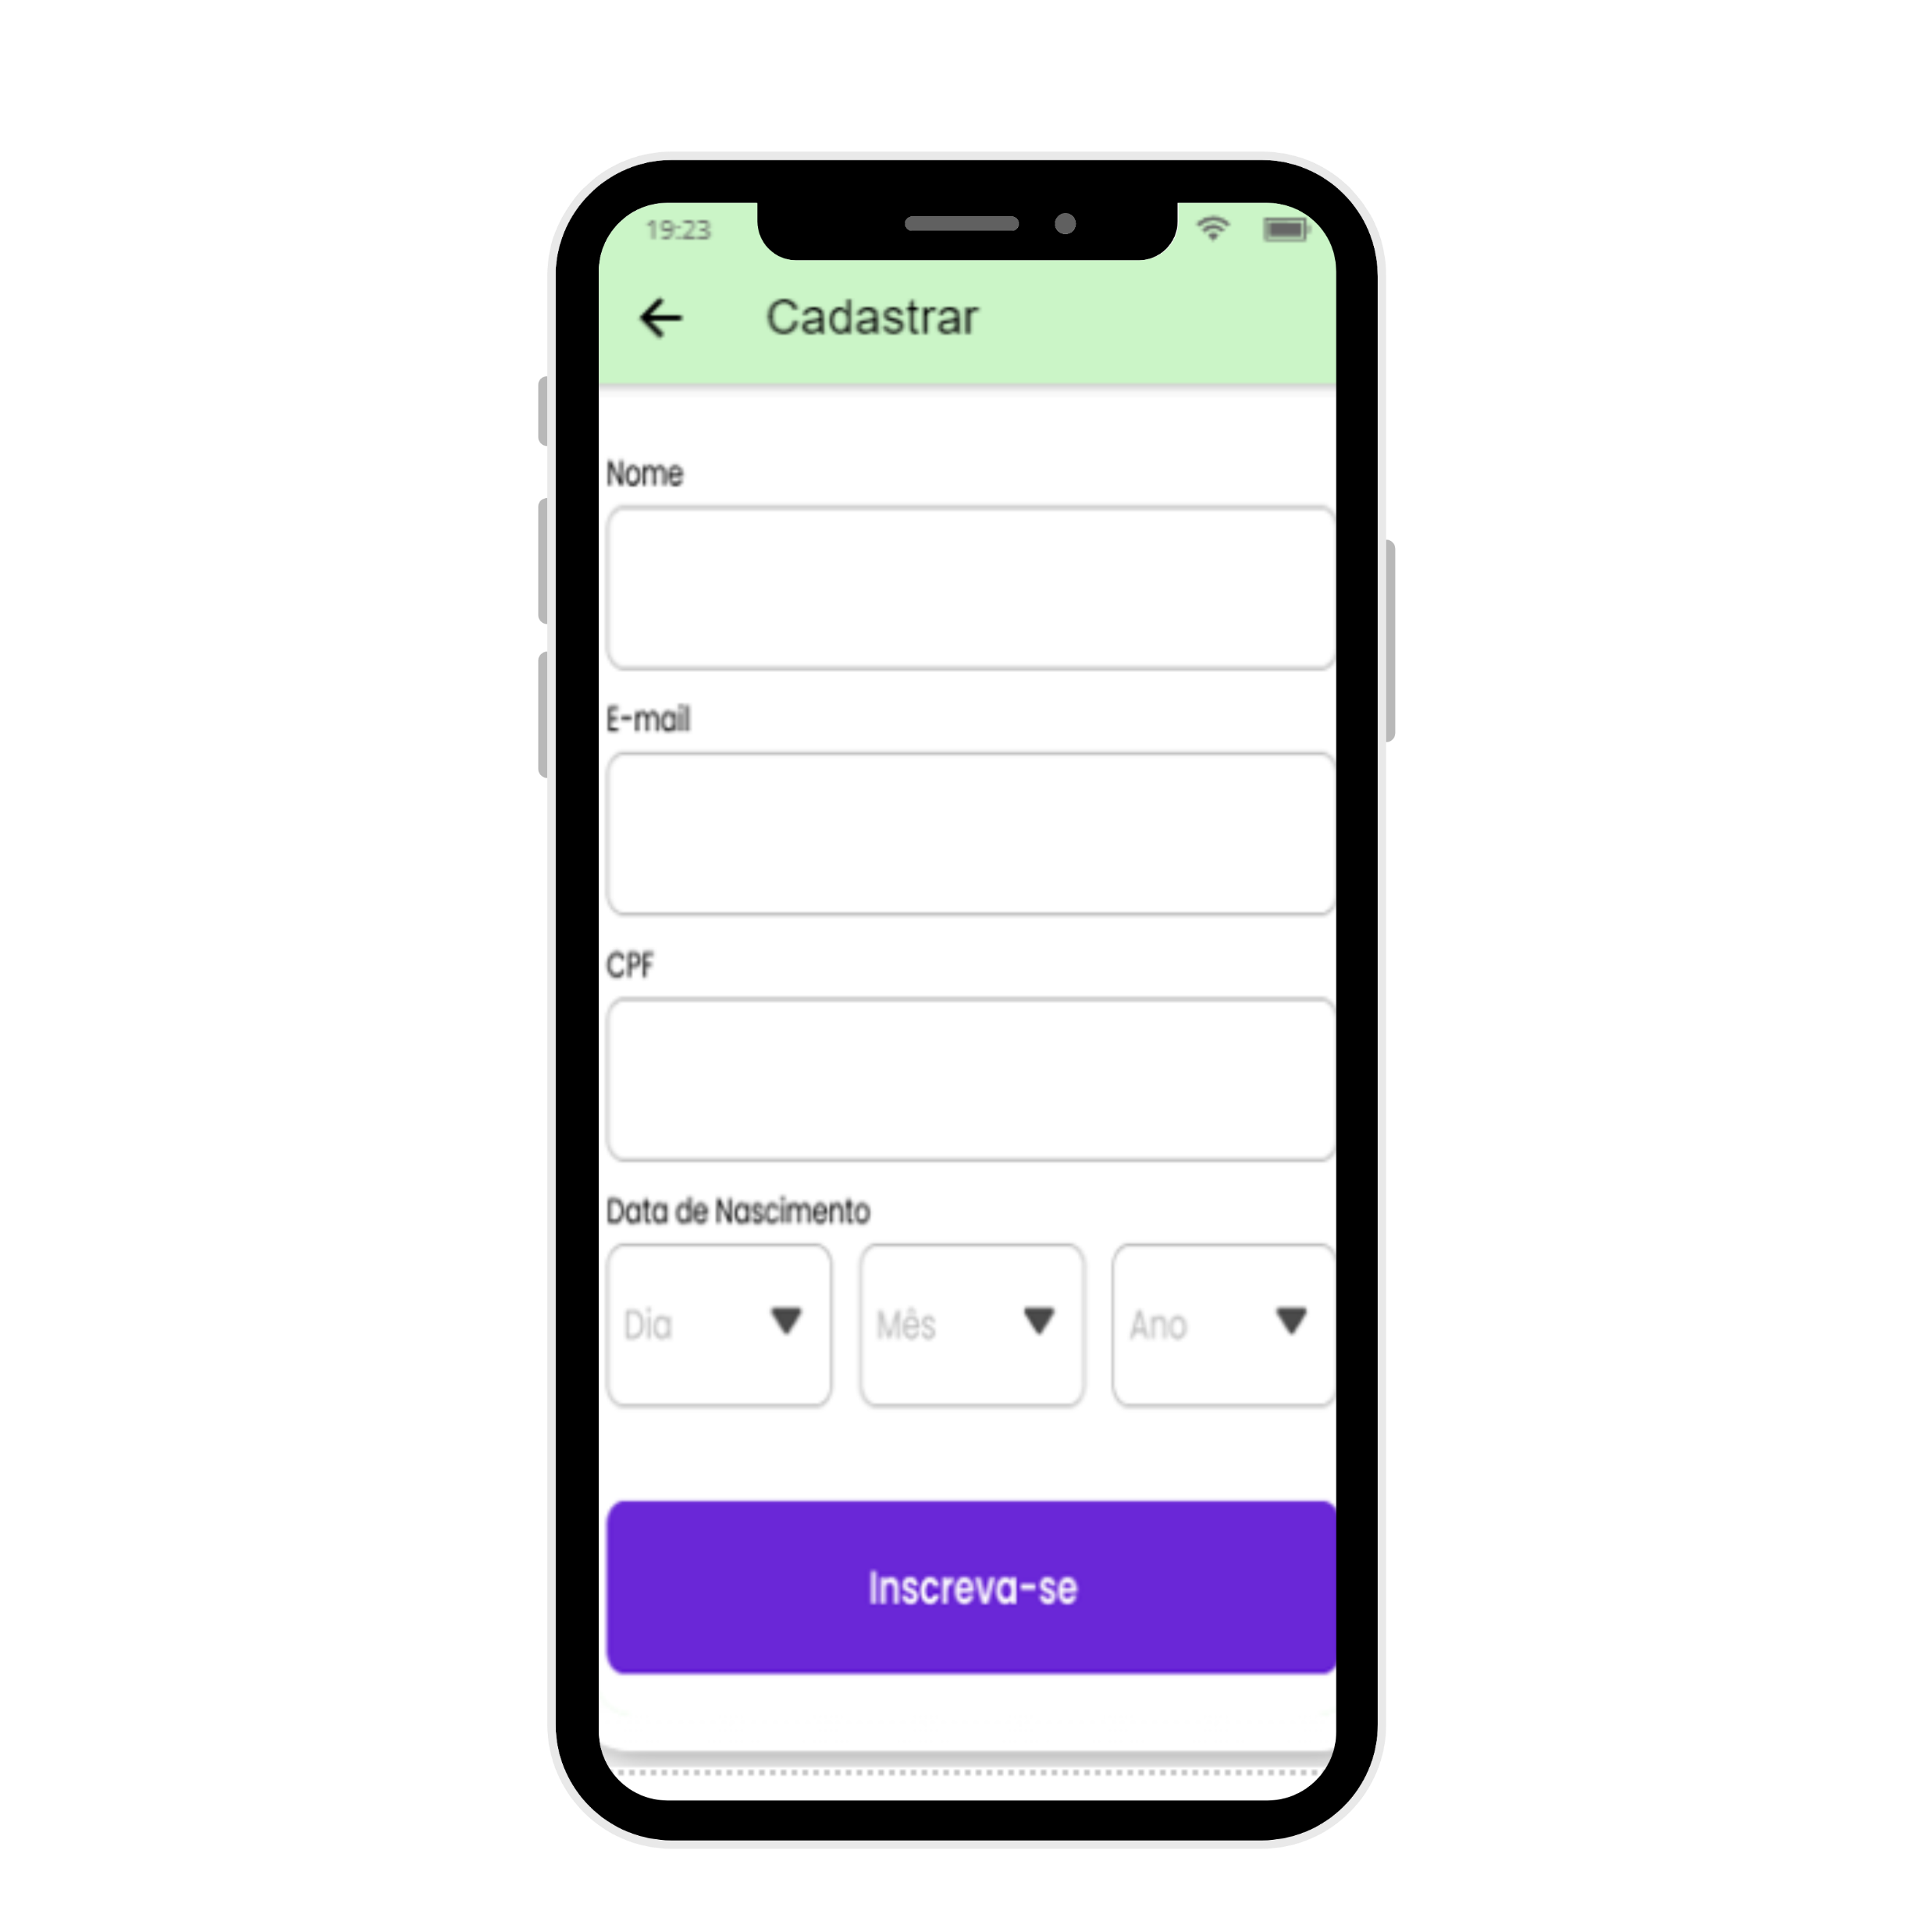 19:23
Cadastrar
Nome
E-mail
CPF
Data de Nascimento
Dia Mês Ano
Inscreva-se